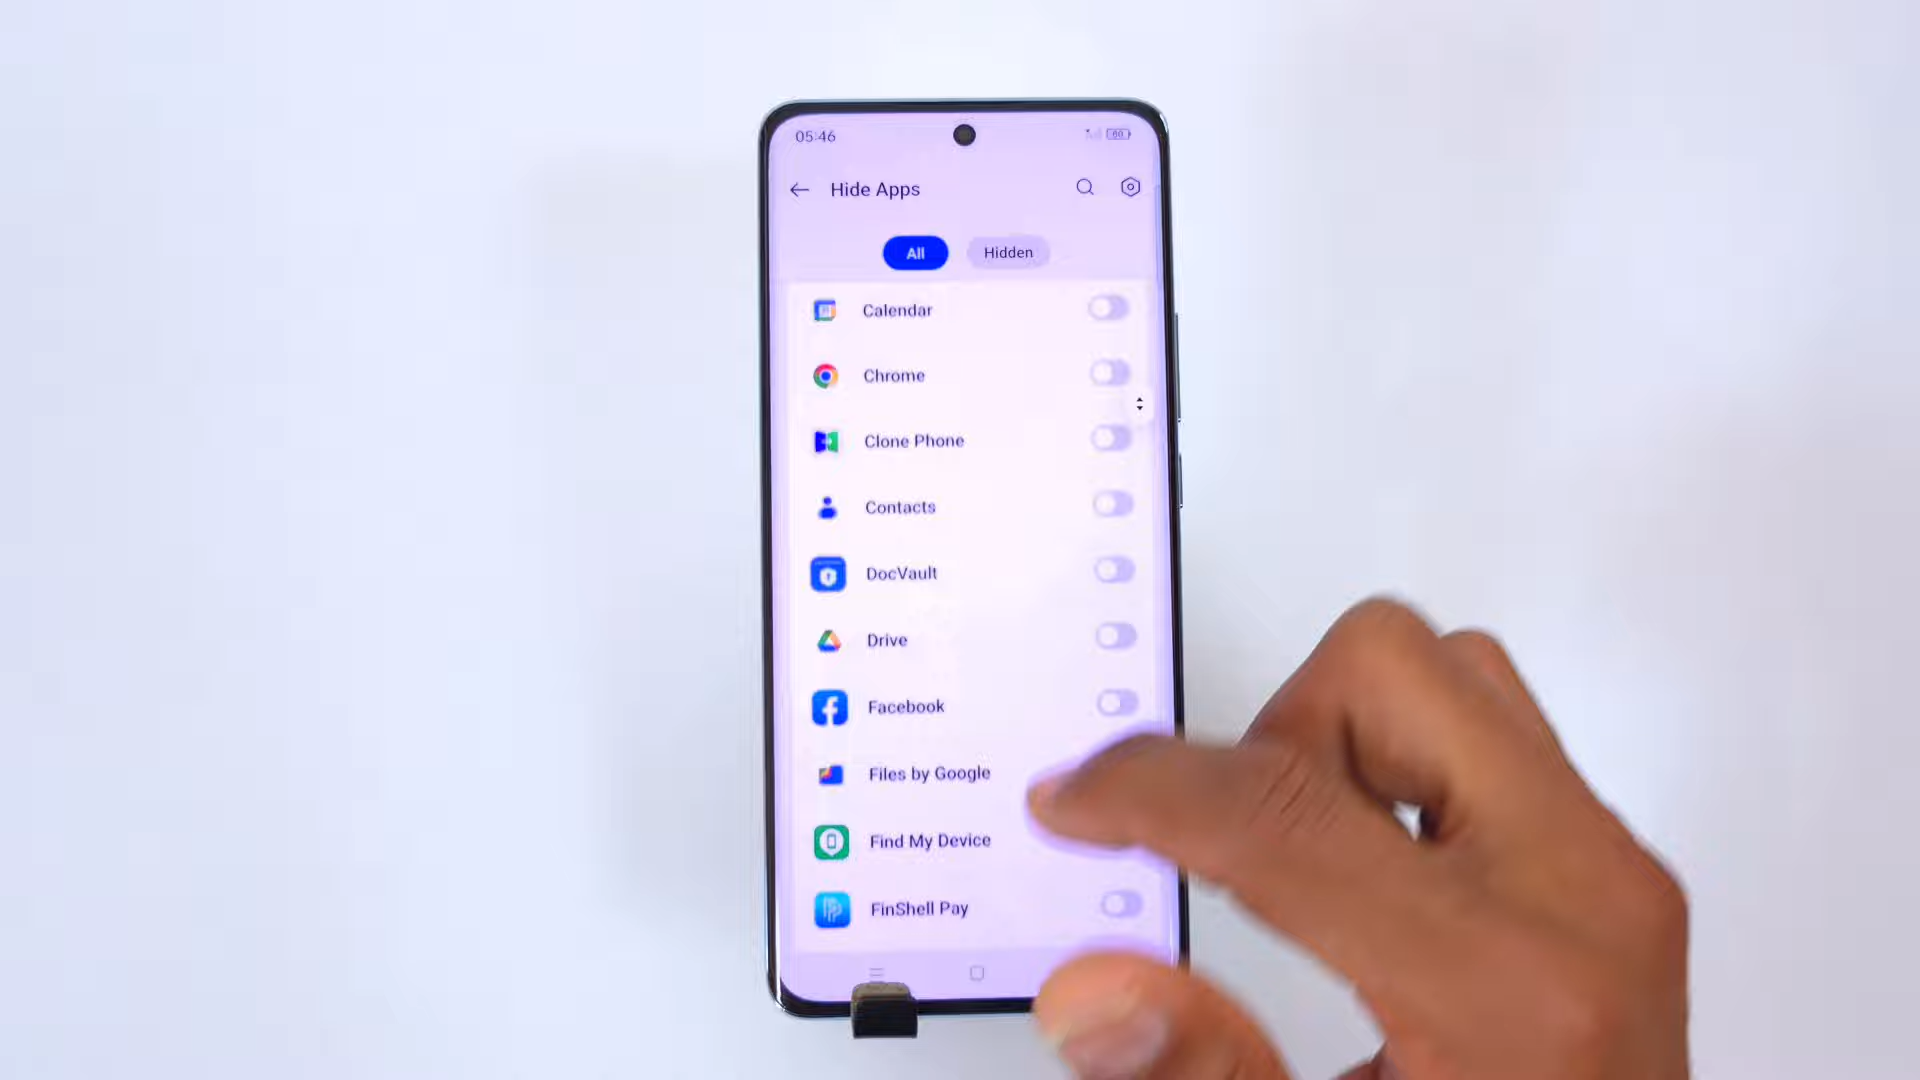 05:46
60
Hide Apps
All
Hidden
Calendar
Chrome
Clone Phone
Contacts
DocVault
Drive
Facebook
Files by Google
Find My Device
FinShell Pay